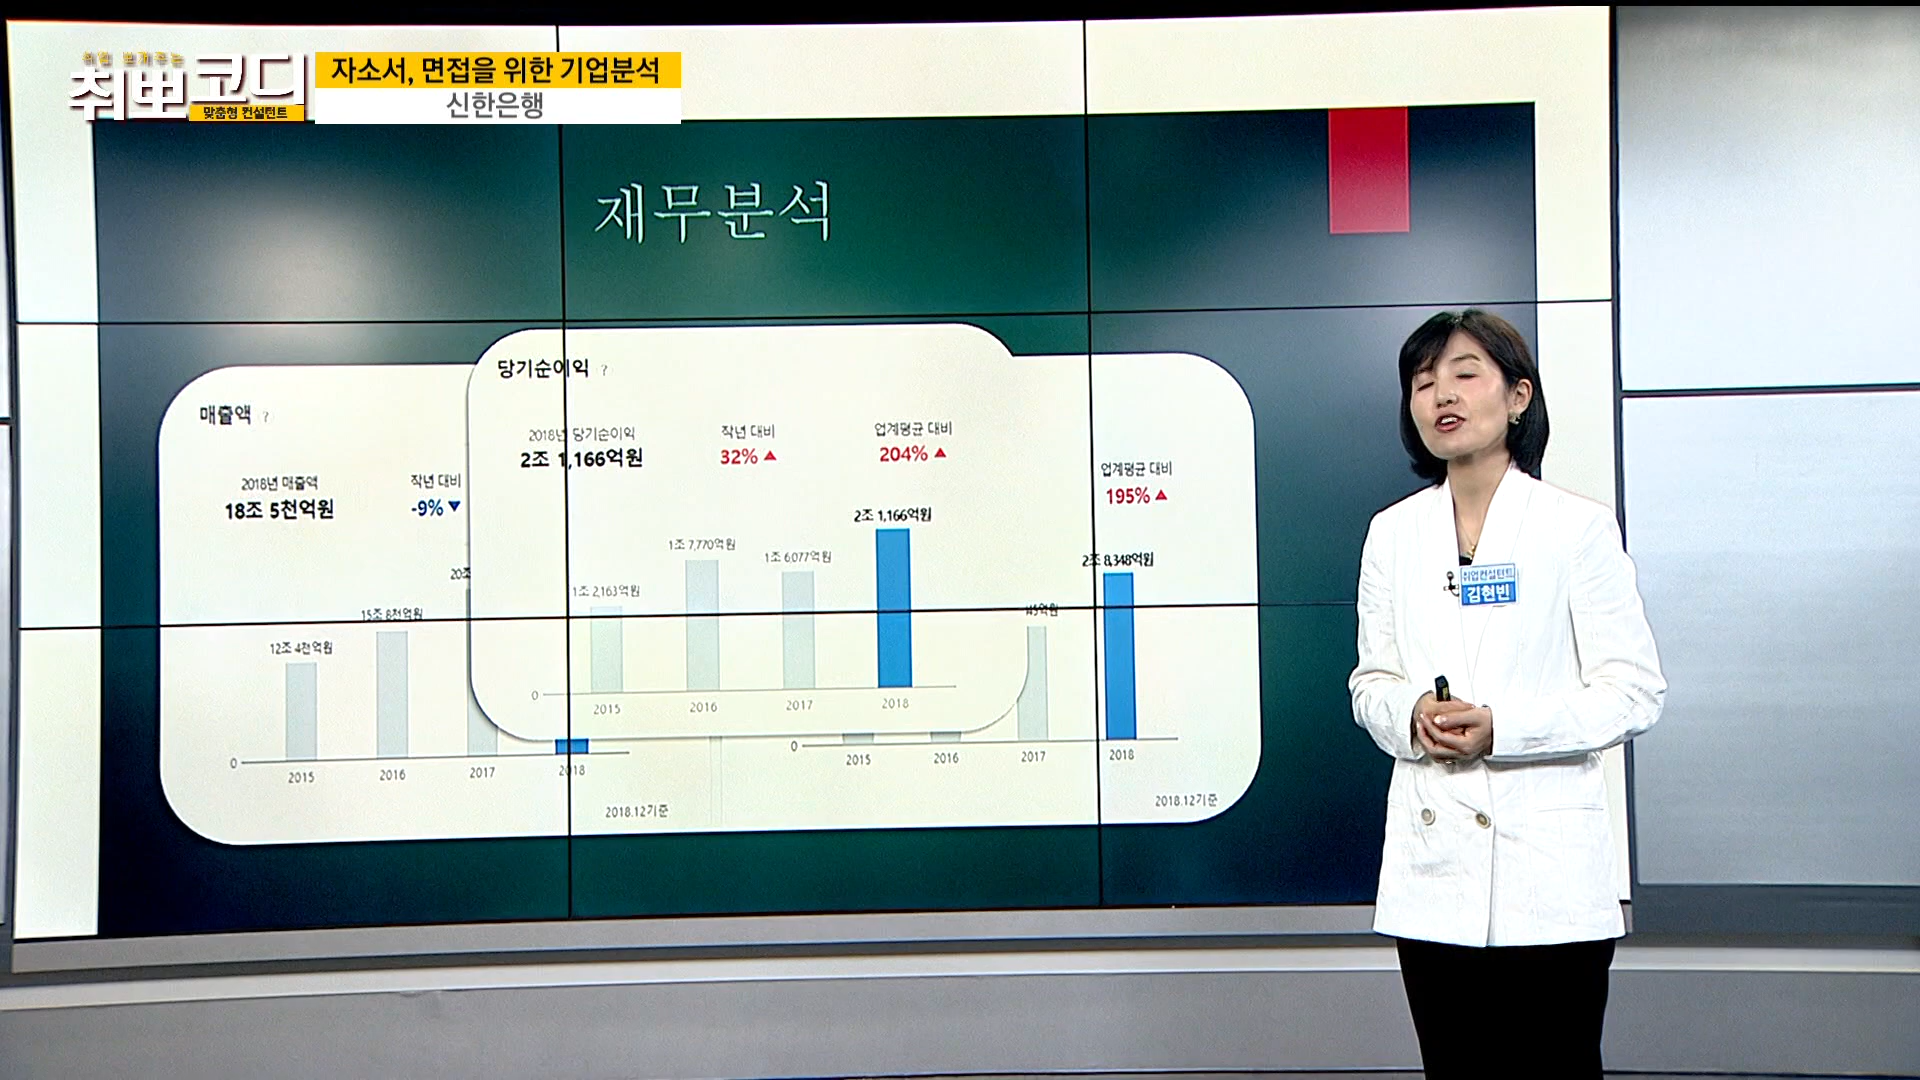 취업 뽀개주는
취뽀코디
맞춤형 컨설턴트
자소서, 면접을 위한 기업분석
신한은행
재무분석
매출액 ?
2018년 매출액
18조 5천억원
작년 대비
-9% ▼
12조 4천억원
15조 8천억원
20조
0
2015
2016
2017
2018
2018.12기준
당기순이익 ?
2018년 당기순이익
2조 1,166억원
작년 대비
32% ▲
업계평균 대비
204% ▲
1조 2,163억원
1조 7,770억원
1조 6,077억원
2조 1,166억원
0
2015
2016
2017
2018
업계평균 대비
195% ▲
2조 8,348억원
0
2015
2016
2017
2018
2018.12기준
취업컨설턴트
김현빈